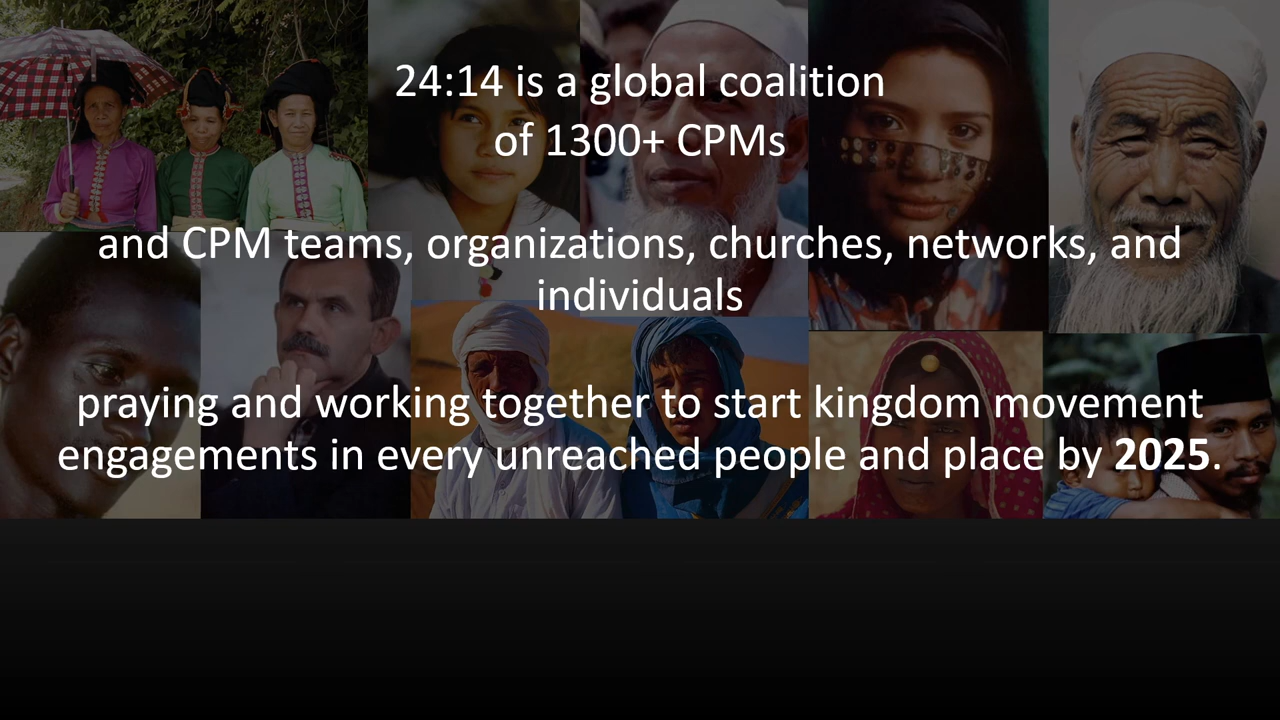 24:14 is a global coalition
of 1300+ CPMs
and CPM teams, organizations, churches, networks, and
individuals
praying and working together to start kingdom movement
engagements in every unreached people and place by 2025.